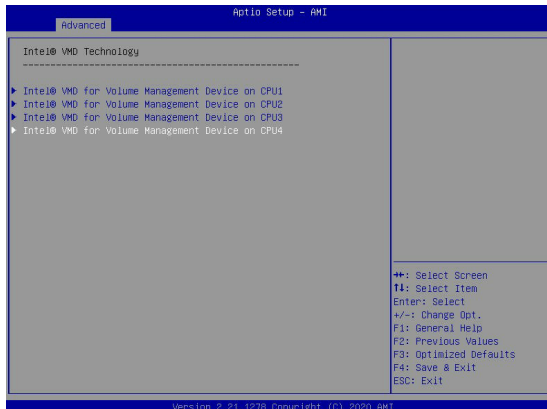 Aptio Setup - AMI
Advanced
Intel® VMD Technology
------------------------------------------------
Intel® VMD for Volume Management Device on CPU1
Intel® VMD for Volume Management Device on CPU2
Intel® VMD for Volume Management Device on CPU3
Intel® VMD for Volume Management Device on CPU4
→←: Select Screen
↑↓: Select Item
Enter: Select
+/-: Change Opt.
F1: General Help
F2: Previous Values
F3: Optimized Defaults
F4: Save & Exit
ESC: Exit
Version 2.21.1278 Copyright (C) 2020 AMI